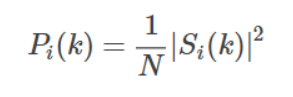 $P_i(k) = \frac{1}{N}|S_i(k)|^2$